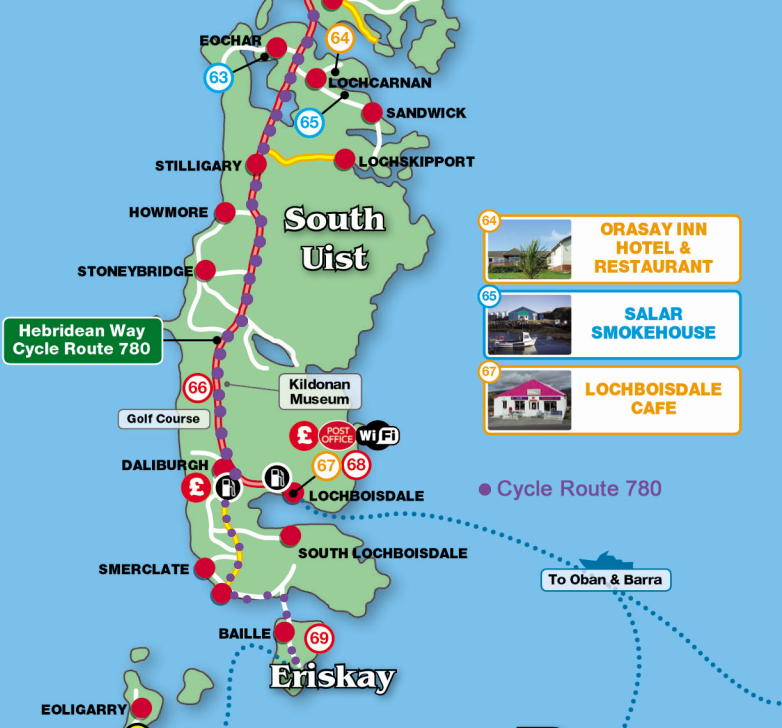 EOCHAR
64
63
LOCHCARNAN
65
SANDWICK
STILLIGARY
LOCHSKIPPORT
HOWMORE
South
Uist
64
ORASAY INN
HOTEL &
RESTAURANT
STONEYBRIDGE
65
SALAR
SMOKEHOUSE
Hebridean Way
Cycle Route 780
67
LOCHBOISDALE
CAFE
66
Kildonan
Museum
Golf Course
£
POST
OFFICE
WiFi
DALIBURGH
67
68
£
LOCHBOISDALE
Cycle Route 780
SOUTH LOCHBOISDALE
SMERCLATE
To Oban & Barra
BAILLE
69
Eriskay
EOLIGARRY